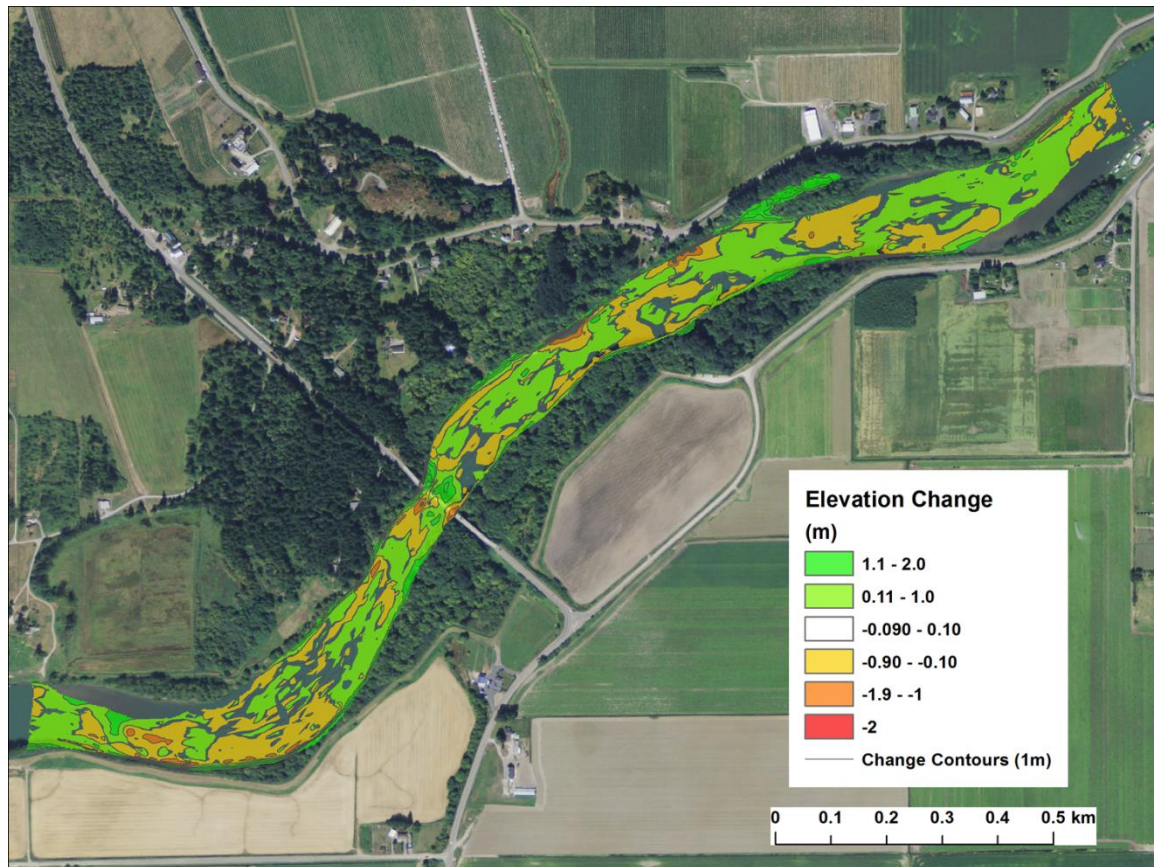 Elevation Change
(m)
1.1 - 2.0
0.11 - 1.0
-0.090 - 0.10
-0.90 - -0.10
-1.9 - -1
-2
Change Contours (1m)
0 0.1 0.2 0.3 0.4 0.5 km